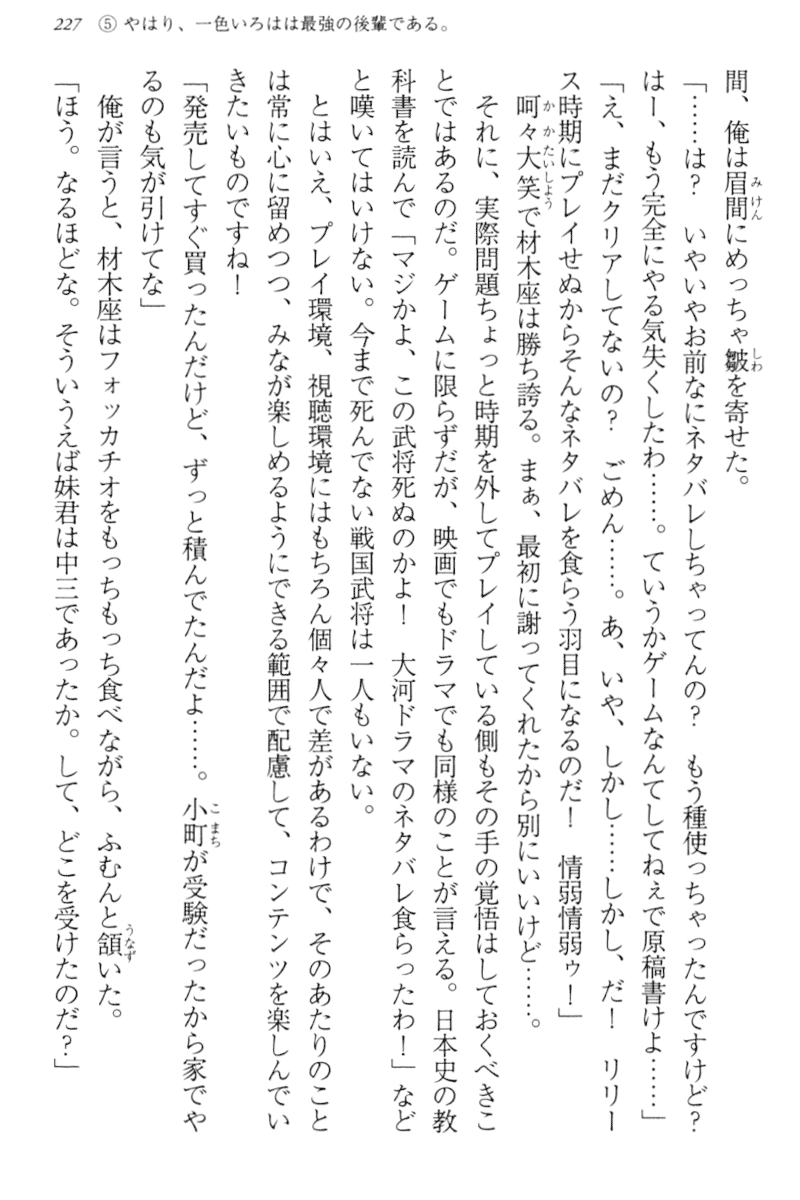 227 ⑤ やはり、一色いろはは最強の後輩である。
間、俺は眉間にめっちゃ皺を寄せた。
「……は？　いやいやお前なにネタバレしちゃってんの？　もう種使っちゃったんですけど？
はー、もう完全にやる気失くしたわ……。ていうかゲームなんてしてねぇで原稿書けよ……」
「え、まだクリアしてないの？　ごめん……。あ、いや、しかし……しかし、だ！　リリー
ス時期にプレイせぬからそんなネタバレを食らう羽目になるのだ！　情弱情弱ゥ！」
呵々大笑で材木座は勝ち誇る。まぁ、最初に謝ってくれたから別にいいけど……。
それに、実際問題ちょっと時期を外してプレイしている側もその手の覚悟はしておくべきこ
とではあるのだ。ゲームに限らずだが、映画でもドラマでも同様のことが言える。日本史の教
科書を読んで「マジかよ、この武将死ぬのかよ！　大河ドラマのネタバレ食らったわ！」など
と嘆いてはいけない。今まで死んでない戦国武将は一人もいない。
とはいえ、プレイ環境、視聴環境にはもちろん個々人で差があるわけで、そのあたりのこと
は常に心に留めつつ、みなが楽しめるようにできる範囲で配慮して、コンテンツを楽しんでい
きたいものですね！
「発売してすぐ買ったんだけど、ずっと積んでたんだよ……。小町が受験だったから家でや
るのも気が引けてな」
俺が言うと、材木座はフォッカチオをもっちもっち食べながら、ふむんと頷いた。
「ほう。なるほどな。そういうえば妹君は中三であったか。して、どこを受けたのだ？」